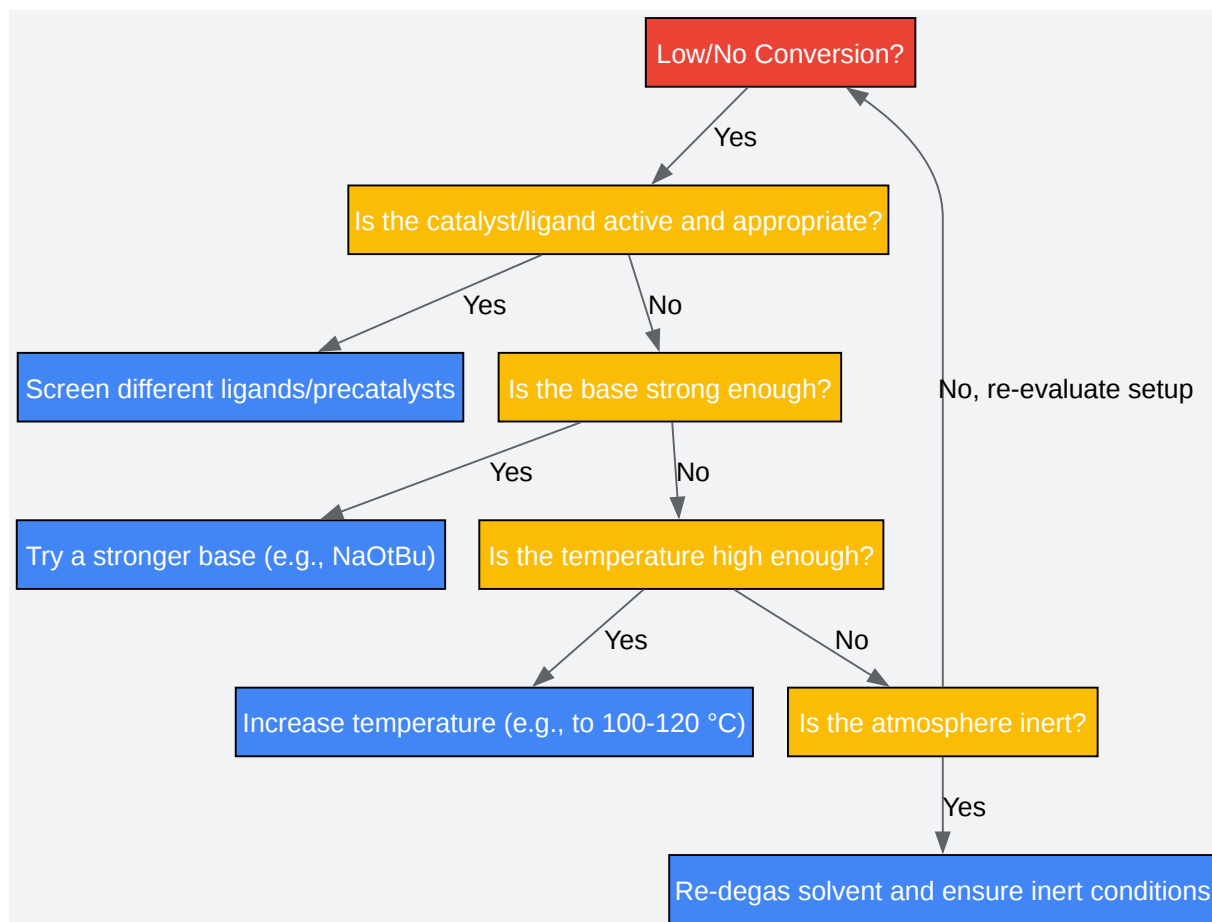 Low/No Conversion?
Yes
Is the catalyst/ligand active and appropriate?
Yes
No
Screen different ligands/precatalysts
Is the base strong enough?
No, re-evaluate setup
Yes
No
Try a stronger base (e.g., NaOtBu)
Is the temperature high enough?
Yes
No
Increase temperature (e.g., to 100-120 °C)
Is the atmosphere inert?
Yes
Re-degas solvent and ensure inert conditions